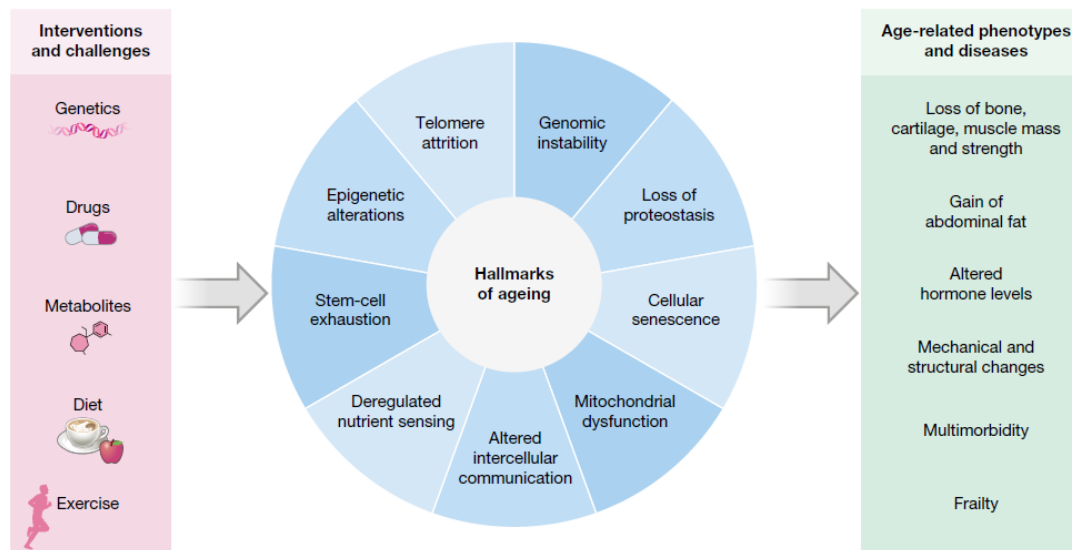 Interventions
and challenges
Genetics
Drugs
Metabolites
Diet
Exercise
Telomere
attrition
Genomic
instability
Epigenetic
alterations
Loss of
proteostasis
Hallmarks
of ageing
Stem-cell
exhaustion
Cellular
senescence
Deregulated
nutrient sensing
Mitochondrial
dysfunction
Altered
intercellular
communication
Age-related phenotypes
and diseases
Loss of bone,
cartilage, muscle mass
and strength
Gain of
abdominal fat
Altered
hormone levels
Mechanical and
structural changes
Multimorbidity
Frailty